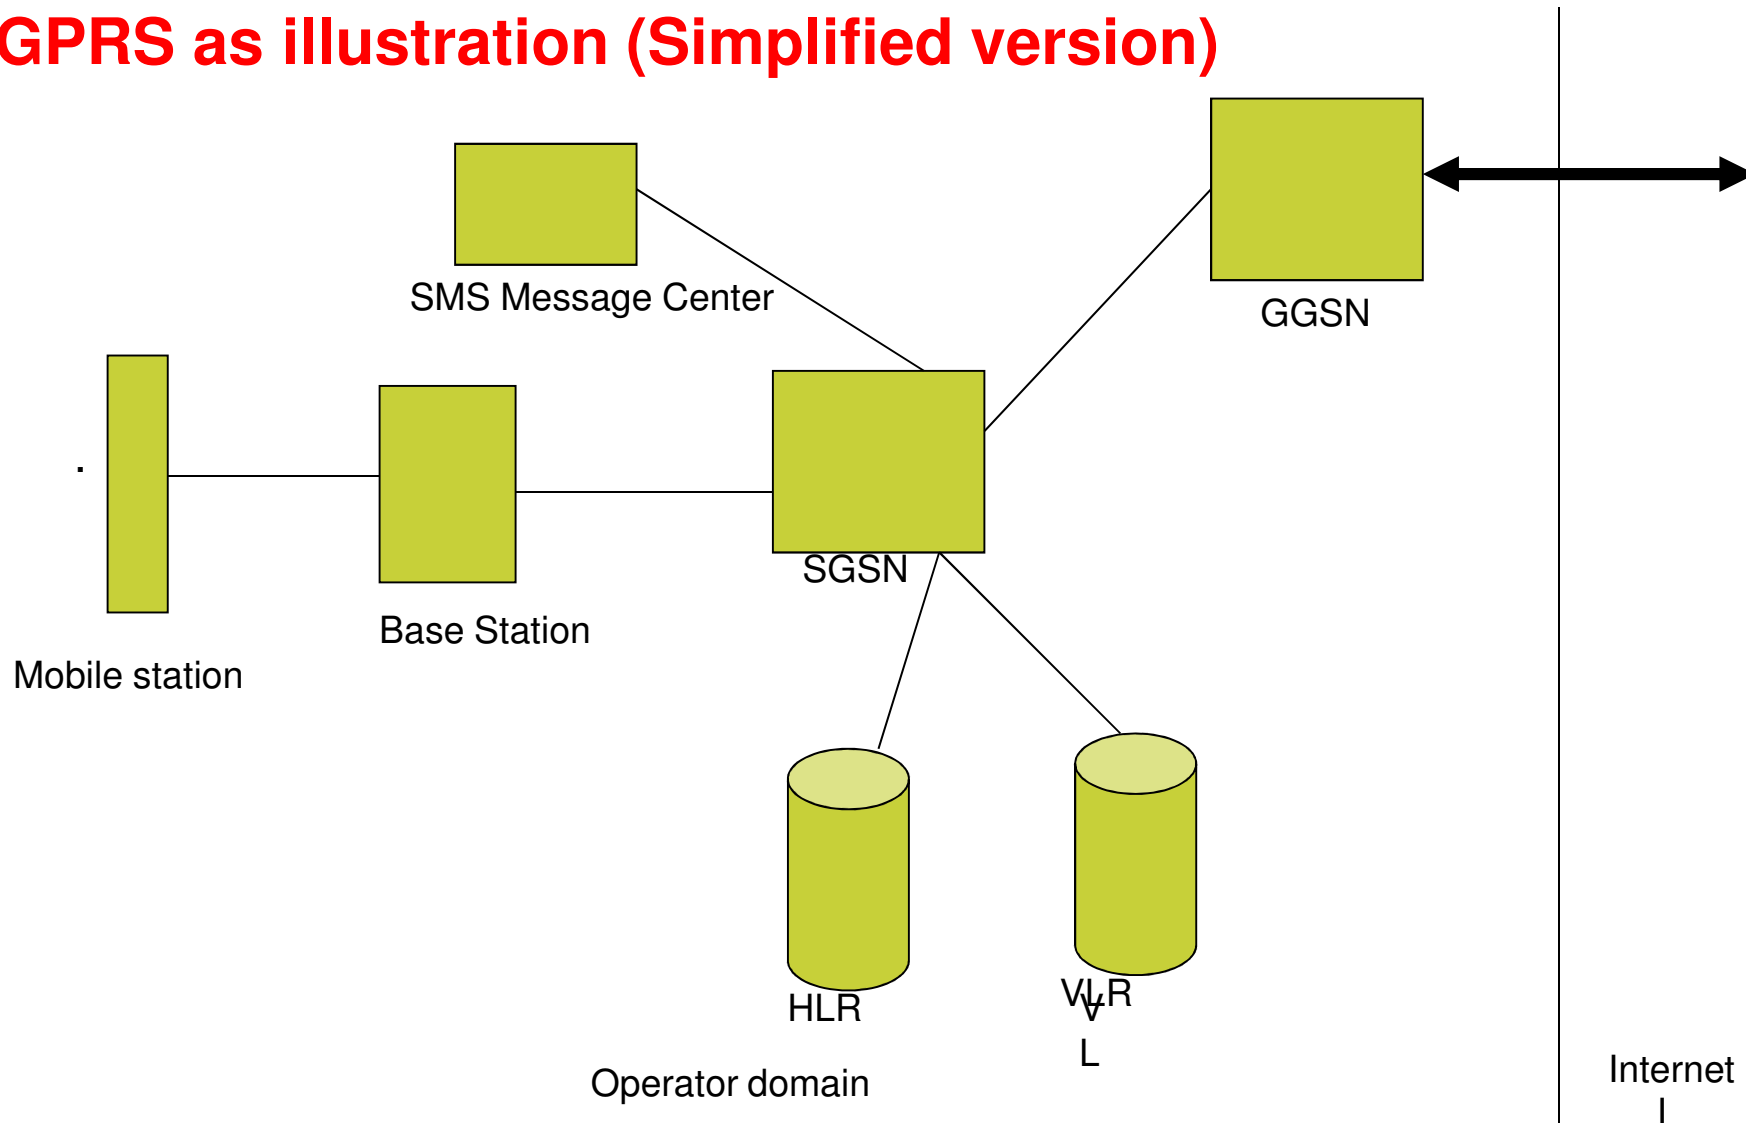 GPRS as illustration (Simplified version)
SMS Message Center
GGSN
.
SGSN
Base Station
Mobile station
HLR
VLR
V
L
Operator domain
Internet
I